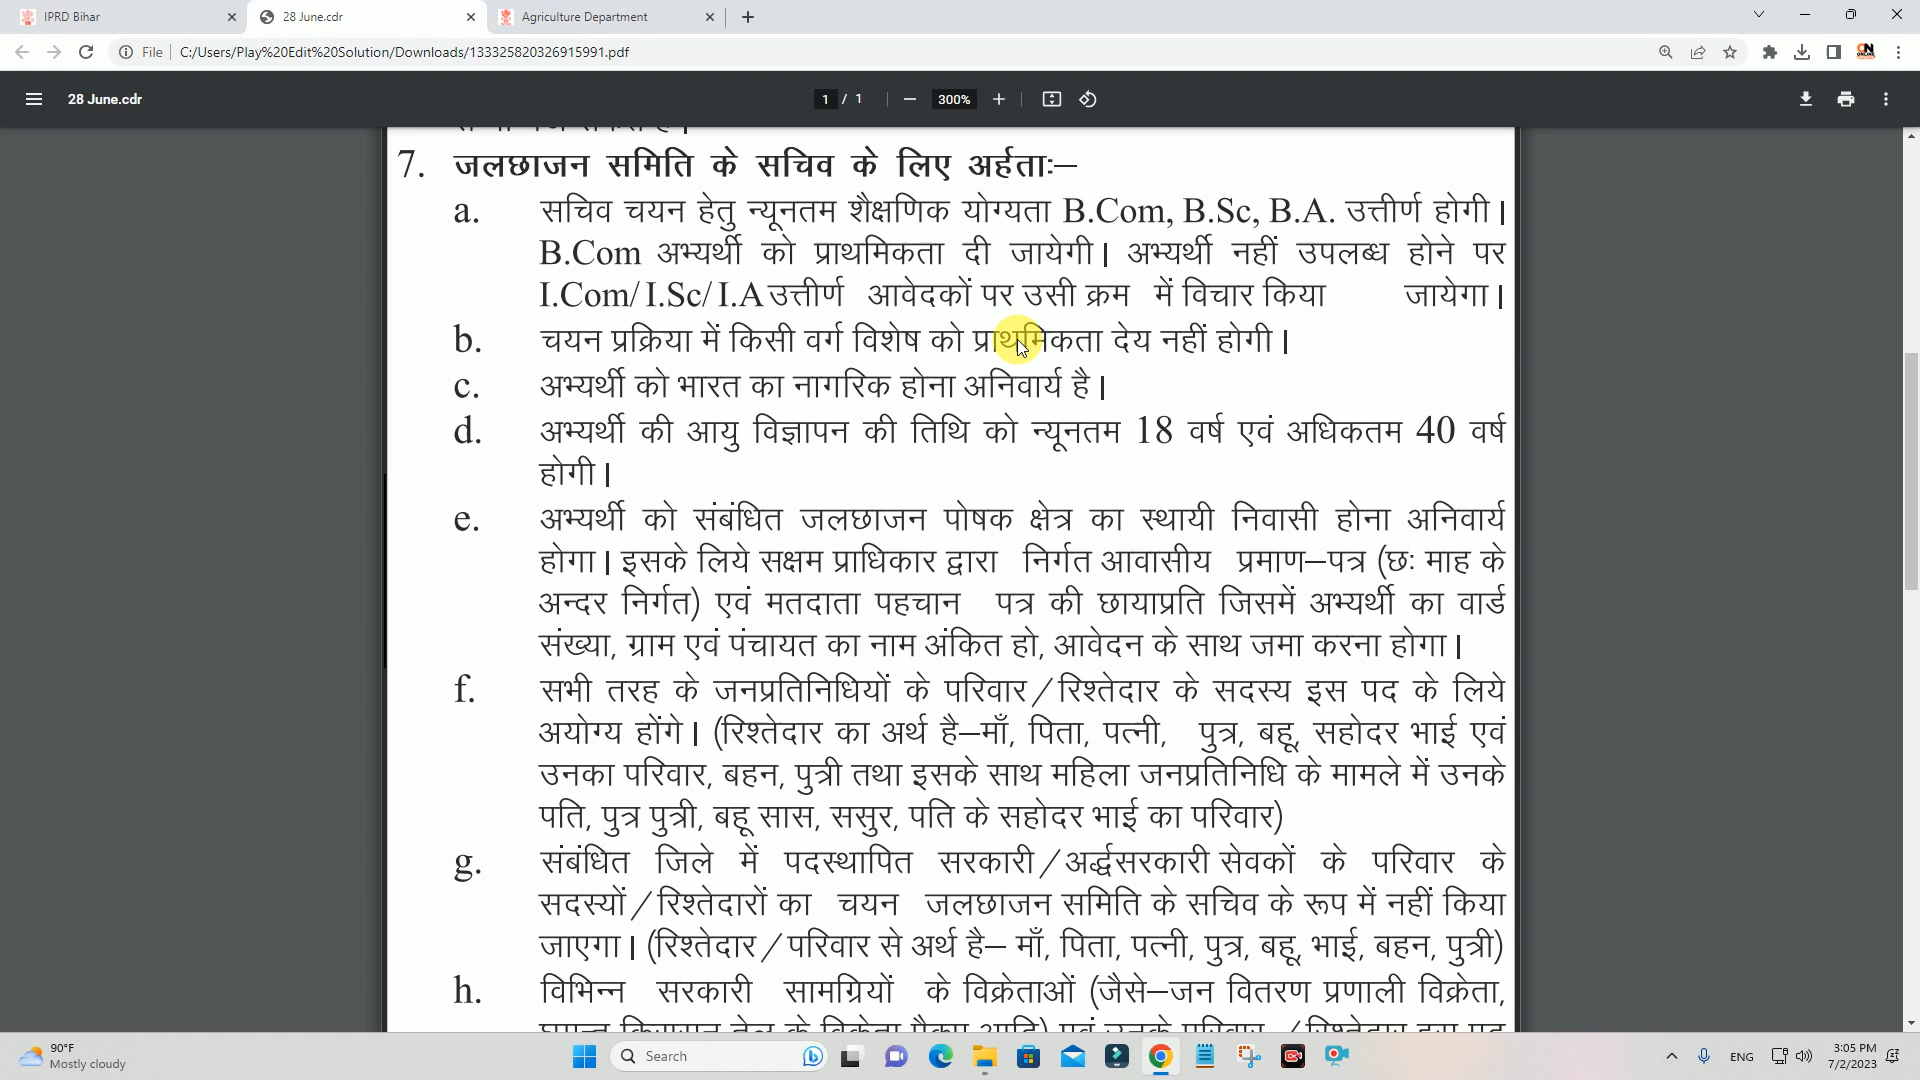 IPRD Bihar
28 June.cdr
Agriculture Department
File
C:/Users/Play%20Edit%20Solution/Downloads/133325820326915991.pdf
28 June.cdr
1 / 1
300%
7. जलछाजन समिति के सचिव के लिए अर्हताः–
a. सचिव चयन हेतु न्यूनतम शैक्षणिक योग्यता B.Com, B.Sc, B.A. उत्तीर्ण होगी।
B.Com अभ्यर्थी को प्राथमिकता दी जायेगी। अभ्यर्थी नहीं उपलब्ध होने पर
I.Com/ I.Sc/ I.A उत्तीर्ण आवेदकों पर उसी क्रम में विचार किया जायेगा।
b. चयन प्रक्रिया में किसी वर्ग विशेष को प्राथमिकता देय नहीं होगी।
c. अभ्यर्थी को भारत का नागरिक होना अनिवार्य है।
d. अभ्यर्थी की आयु विज्ञापन की तिथि को न्यूनतम 18 वर्ष एवं अधिकतम 40 वर्ष
होगी।
e. अभ्यर्थी को संबंधित जलछाजन पोषक क्षेत्र का स्थायी निवासी होना अनिवार्य
होगा। इसके लिये सक्षम प्राधिकार द्वारा निर्गत आवासीय प्रमाण–पत्र (छः माह के
अन्दर निर्गत) एवं मतदाता पहचान पत्र की छायाप्रति जिसमें अभ्यर्थी का वार्ड
संख्या, ग्राम एवं पंचायत का नाम अंकित हो, आवेदन के साथ जमा करना होगा।
f. सभी तरह के जनप्रतिनिधियों के परिवार/रिश्तेदार के सदस्य इस पद के लिये
अयोग्य होंगे। (रिश्तेदार का अर्थ है–माँ, पिता, पत्नी, पुत्र, बहू, सहोदर भाई एवं
उनका परिवार, बहन, पुत्री तथा इसके साथ महिला जनप्रतिनिधि के मामले में उनके
पति, पुत्र पुत्री, बहू सास, ससुर, पति के सहोदर भाई का परिवार)
g. संबंधित जिले में पदस्थापित सरकारी/अर्द्धसरकारी सेवकों के परिवार के
सदस्यों/रिश्तेदारों का चयन जलछाजन समिति के सचिव के रूप में नहीं किया
जाएगा। (रिश्तेदार/परिवार से अर्थ है– माँ, पिता, पत्नी, पुत्र, बहू, भाई, बहन, पुत्री)
h. विभिन्न सरकारी सामग्रियों के विक्रेताओं (जैसे–जन वितरण प्रणाली विक्रेता,
90°F
Mostly cloudy
Search
ENG
3:05 PM
7/2/2023